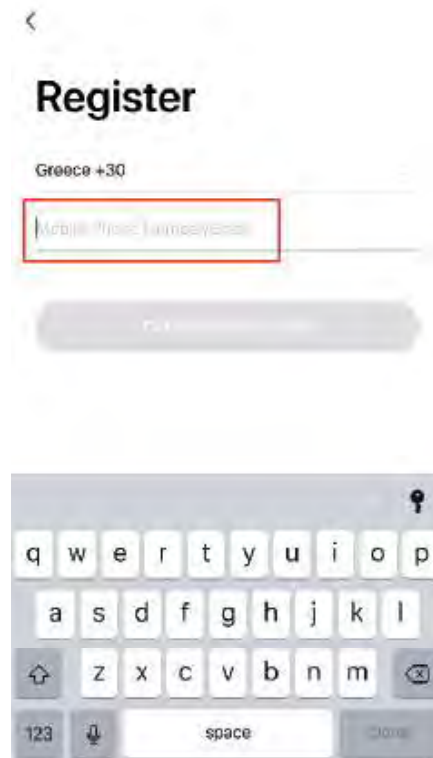 Register
Greece +30
q w e r t y u i o p
a s d f g h j k l
z x c v b n m
123 space